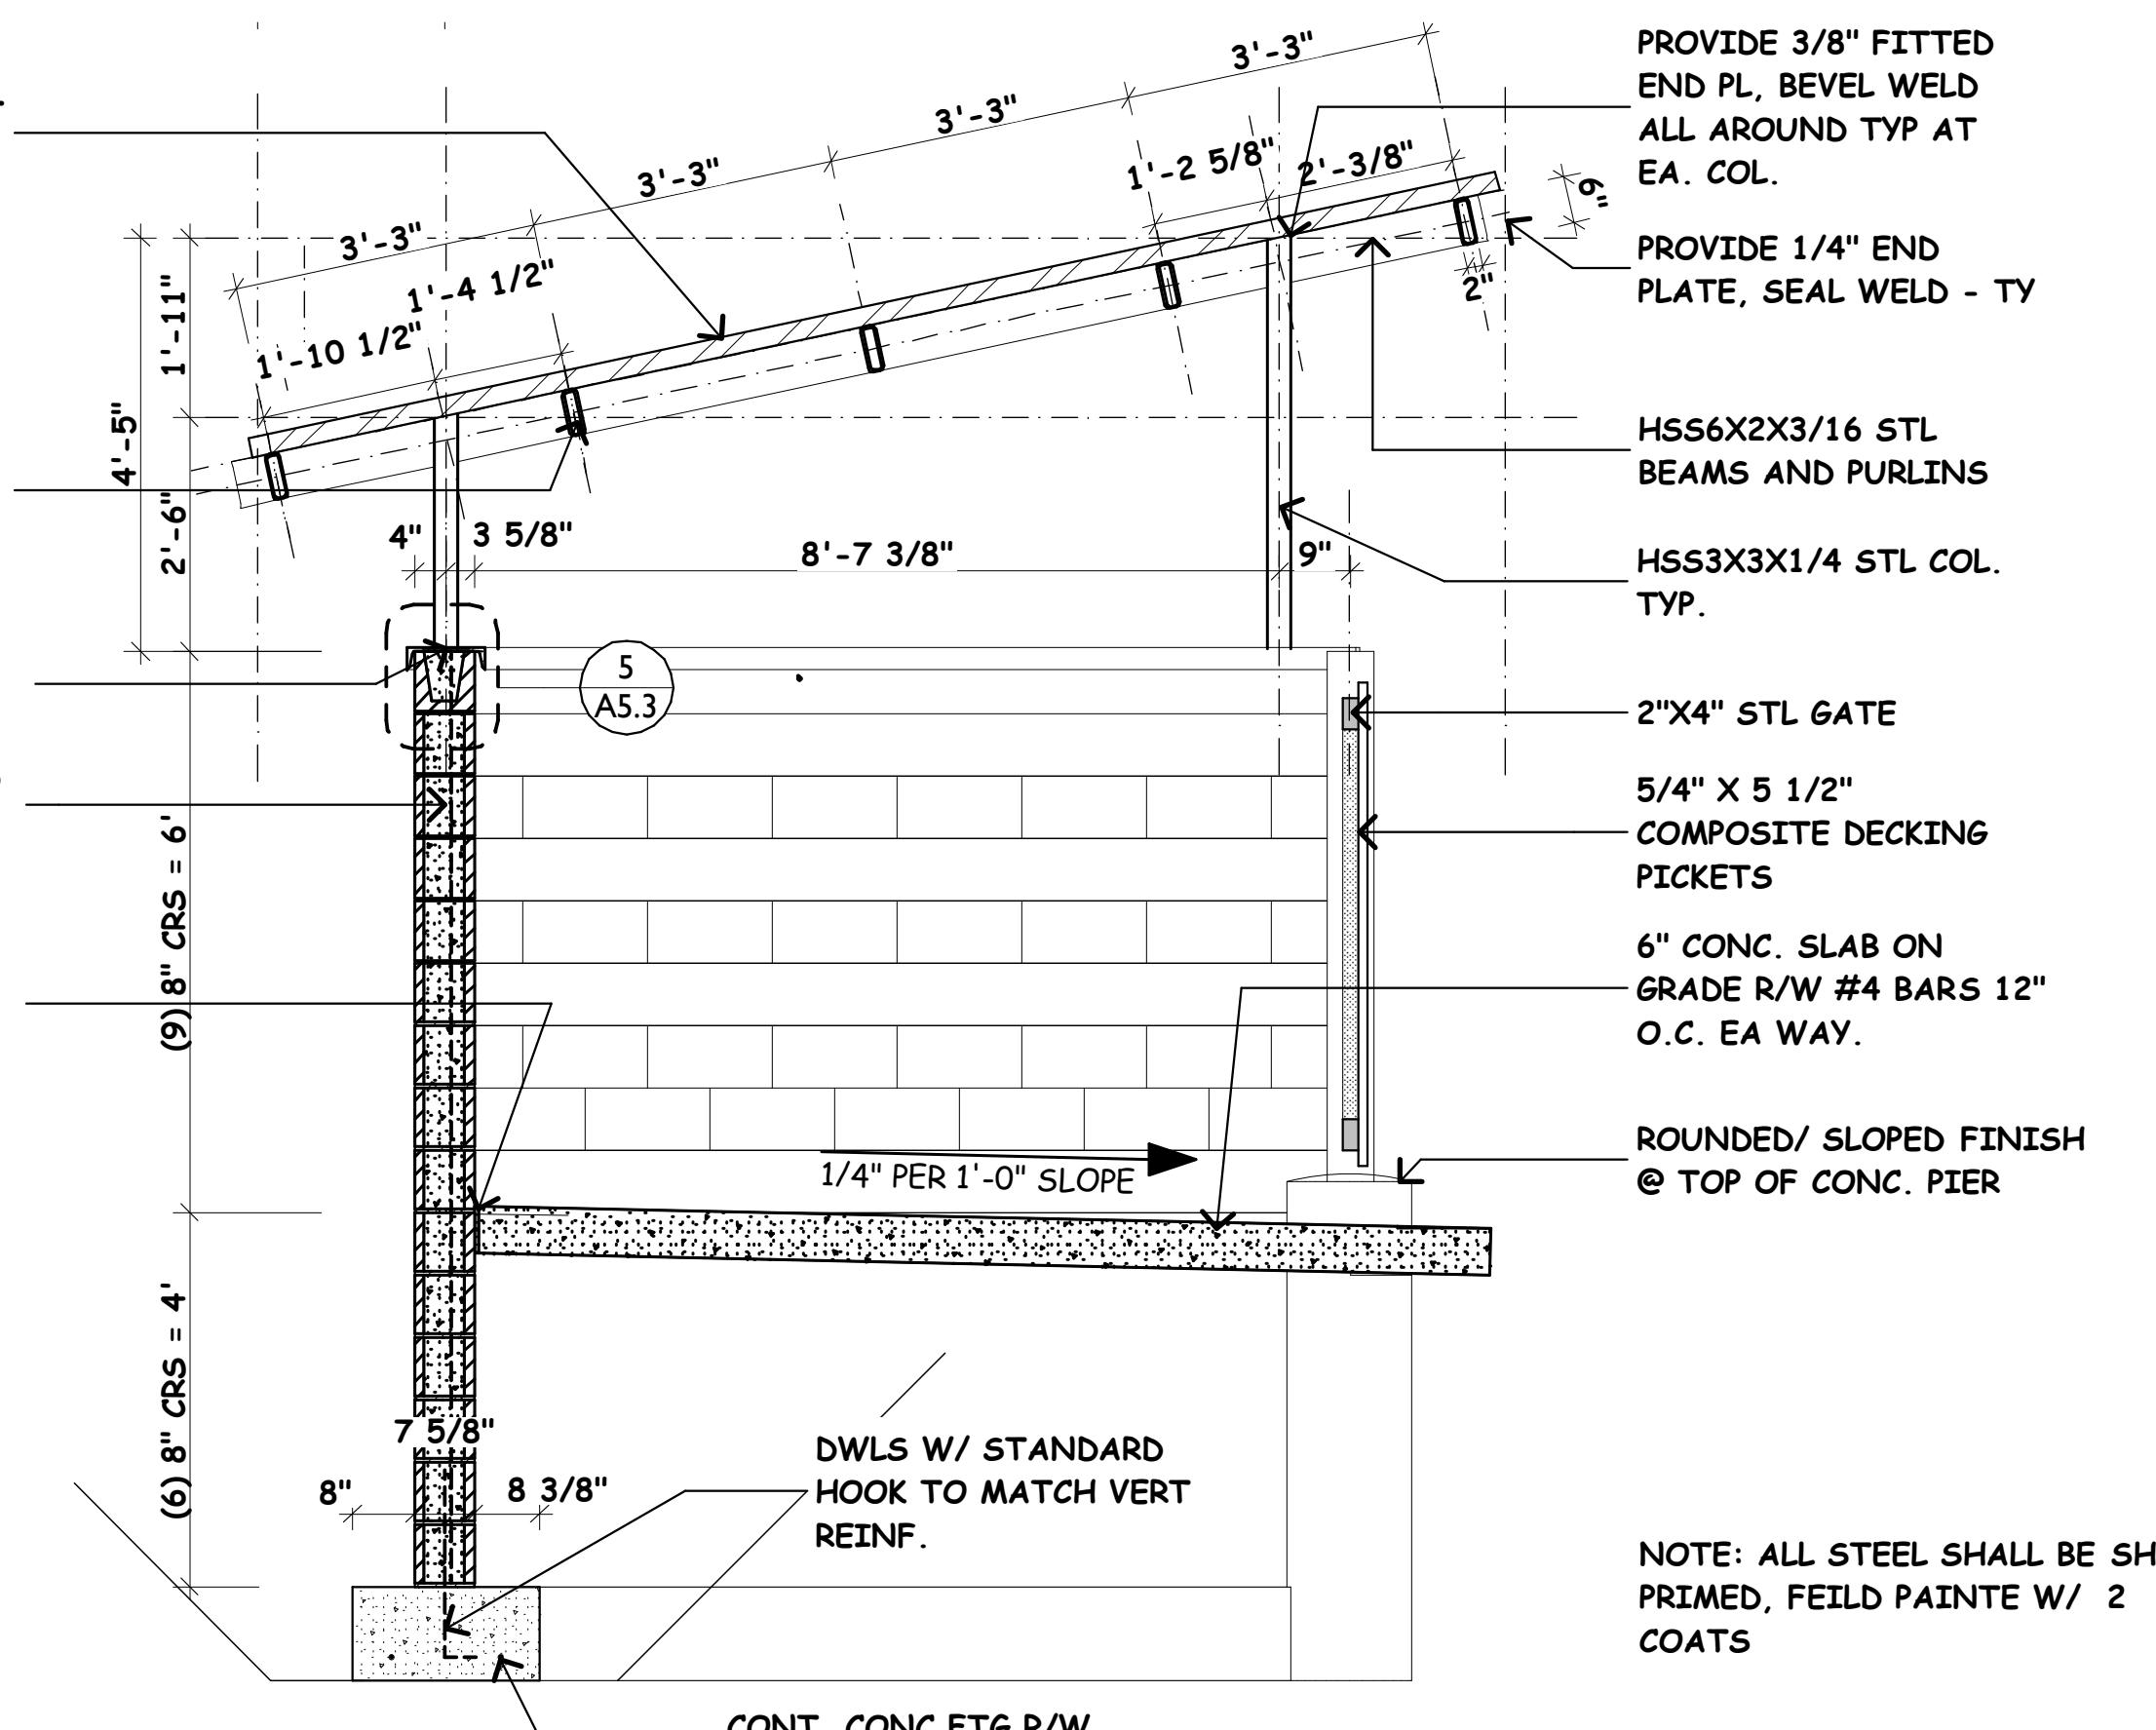 3'-3"
3'-3"
3'-3"
3'-3"
1'-2 5/8"
2'-3/8"
6"
2"
1'-4 1/2"
1'-10 1/2"
1'-11"
4'-5"
2'-6"
4"
3 5/8"
8'-7 3/8"
9"
5
A5.3
(9) 8" CRS = 6'
1/4" PER 1'-0" SLOPE
(6) 8" CRS = 4'
7 5/8"
8"
8 3/8"
DWLS W/ STANDARD
HOOK TO MATCH VERT
REINF.
CONT. CONC FTG R/W
PROVIDE 3/8" FITTED
END PL, BEVEL WELD
ALL AROUND TYP AT
EA. COL.
PROVIDE 1/4" END
PLATE, SEAL WELD - TY
HSS6X2X3/16 STL
BEAMS AND PURLINS
HSS3X3X1/4 STL COL.
TYP.
2"X4" STL GATE
5/4" X 5 1/2"
COMPOSITE DECKING
PICKETS
6" CONC. SLAB ON
GRADE R/W #4 BARS 12"
O.C. EA WAY.
ROUNDED/ SLOPED FINISH
@ TOP OF CONC. PIER
NOTE: ALL STEEL SHALL BE SH
PRIMED, FEILD PAINTE W/ 2
COATS